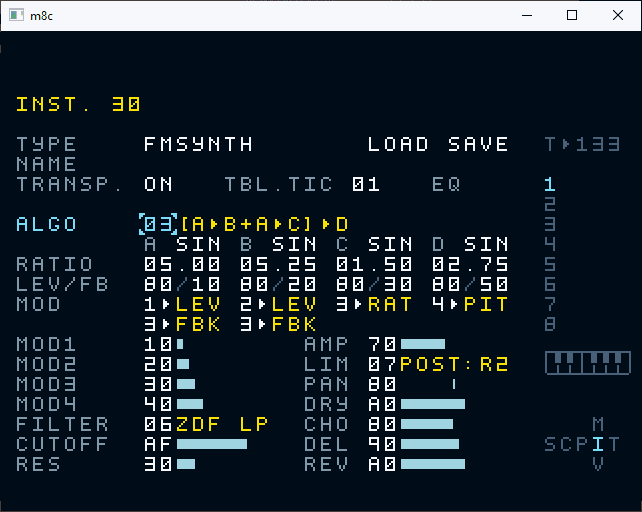 m8c
INST. 30
TYPE FMSYNTH LOAD SAVE T▸133
NAME
TRANSP. ON TBL.TIC 01 EQ 1
2
ALGO 03[A▸B+A▸C]▸D 3
A SIN B SIN C SIN D SIN 4
RATIO 05.00 05.25 01.50 02.75 5
LEV/FB 80/10 80/20 80/30 80/50 6
MOD 1▸LEV 2▸LEV 3▸RAT 4▸PIT 7
3▸FBK 3▸FBK 8
MOD1 10 AMP 70
MOD2 20 LIM 07POST:R2
MOD3 30 PAN 80
MOD4 40 DRY A0
FILTER 06ZDF LP CHO 80 M
CUTOFF AF DEL 90 SCPIT
RES 30 REV A0 V